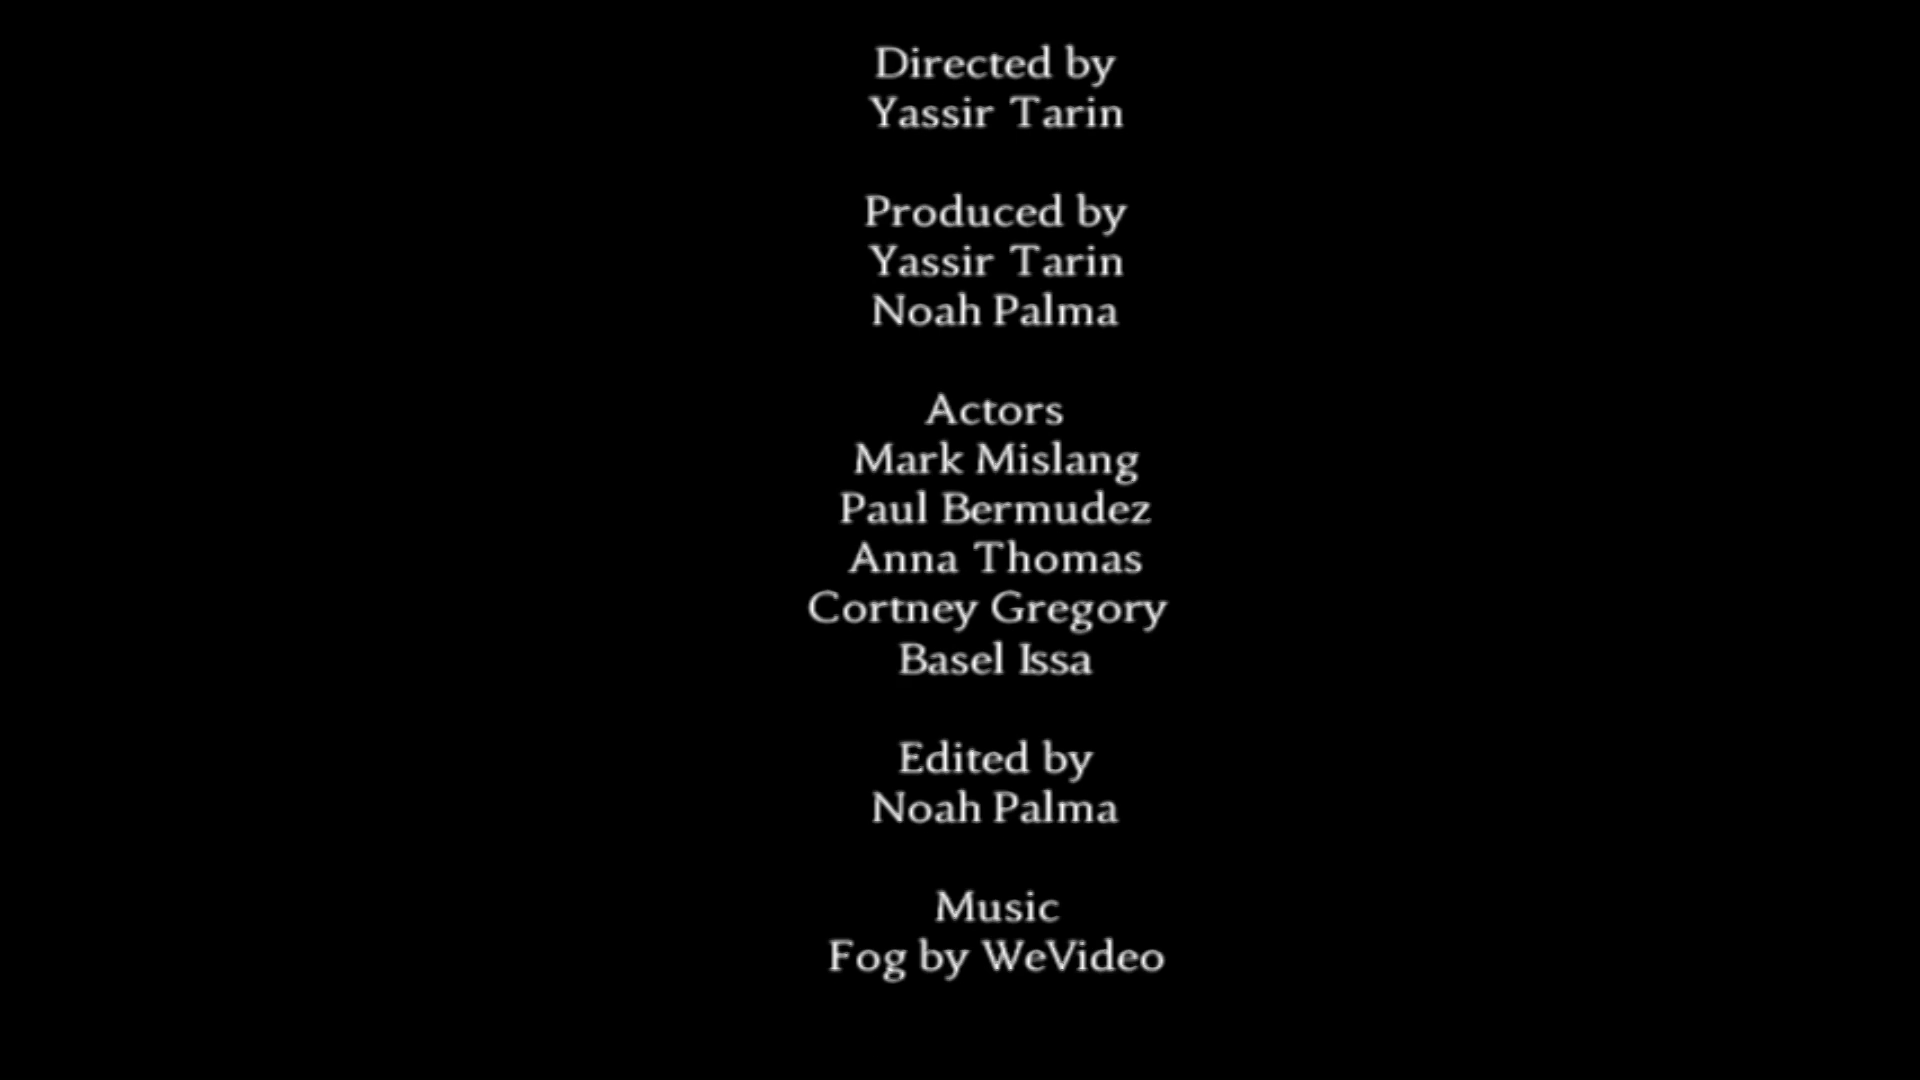 Directed by
Yassir Tarin
Produced by
Yassir Tarin
Noah Palma
Actors
Mark Mislang
Paul Bermudez
Anna Thomas
Cortney Gregory
Basel Issa
Edited by
Noah Palma
Music
Fog by WeVideo